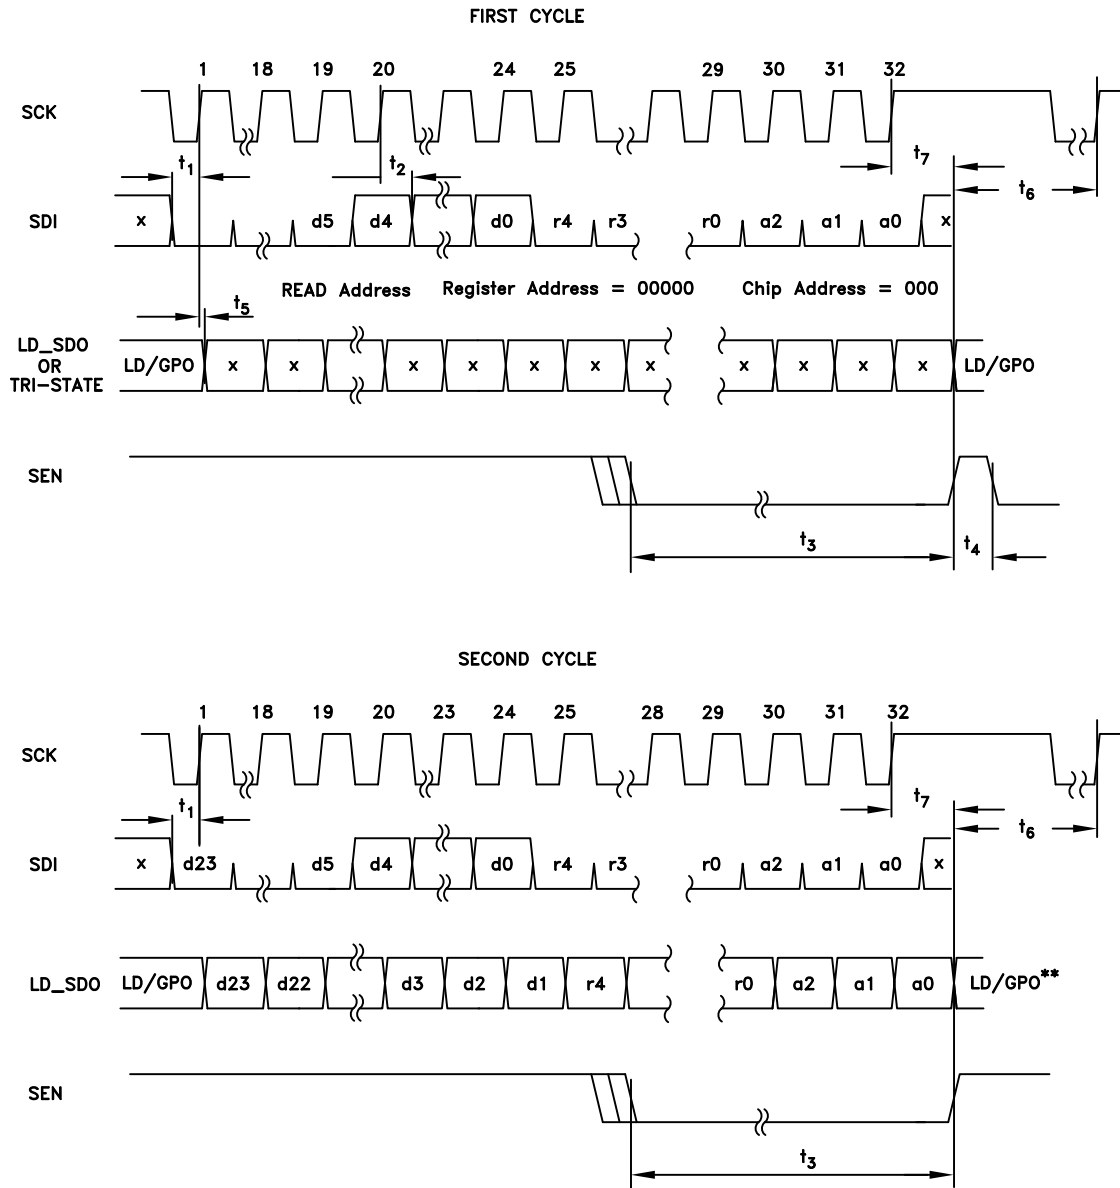 FIRST CYCLE
1 18 19 20 24 25 29 30 31 32
SCK
t1 t2 t7 t6
SDI x d5 d4 d0 r4 r3 r0 a2 a1 a0 x
READ Address Register Address = 00000 Chip Address = 000
t5
LD_SDO
OR
TRI-STATE
LD/GPO x x x x x x x x x x x LD/GPO
SEN
t3 t4
SECOND CYCLE
1 18 19 20 23 24 25 28 29 30 31 32
SCK
t1 t7 t6
SDI x d23 d5 d4 d0 r4 r3 r0 a2 a1 a0 x
LD_SDO LD/GPO d23 d22 d3 d2 d1 r4 r0 a2 a1 a0 LD/GPO**
SEN
t3